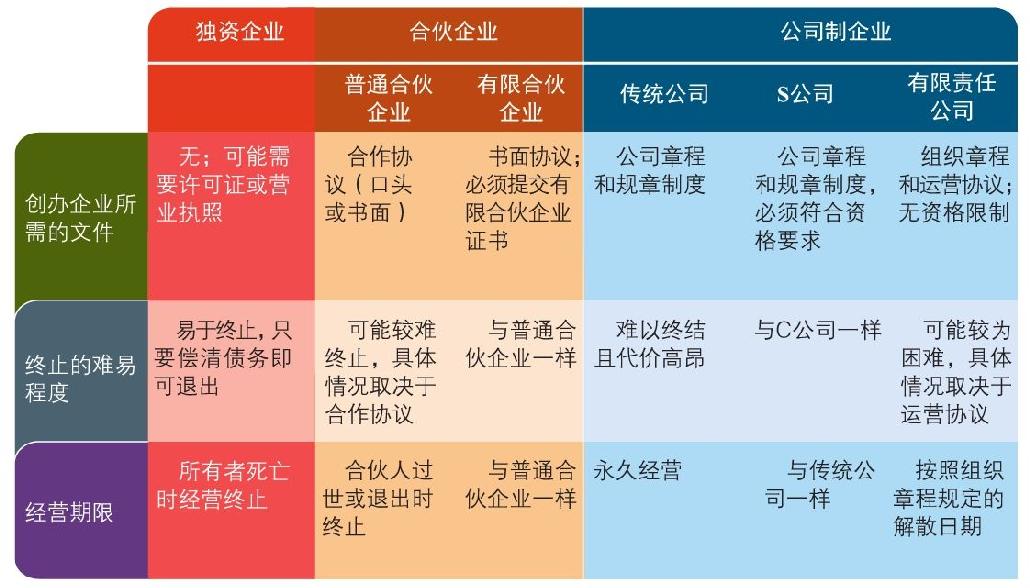 独资企业
合伙企业
公司制企业
普通合伙
企业
有限合伙
企业
传统公司
S公司
有限责任
公司
创办企业所
需的文件
无；可能需
要许可证或营
业执照
合作协
议（口头
或书面）
书面协议；
必须提交有
限合伙企业
证书
公司章程
和规章制度
公司章程
和规章制度，
必须符合资
格要求
组织章程
和运营协议；
无资格限制
终止的难易
程度
易于终止，只
要偿清债务即
可退出
可能较难
终止，具体
情况取决于
合作协议
与普通合
伙企业一样
难以终结
且代价高昂
与C公司一样
可能较为
困难，具体
情况取决于
运营协议
经营期限
所有者死亡
时经营终止
合伙人过
世或退出时
终止
与普通合
伙企业一样
永久经营
与传统公
司一样
按照组织
章程规定的
解散日期